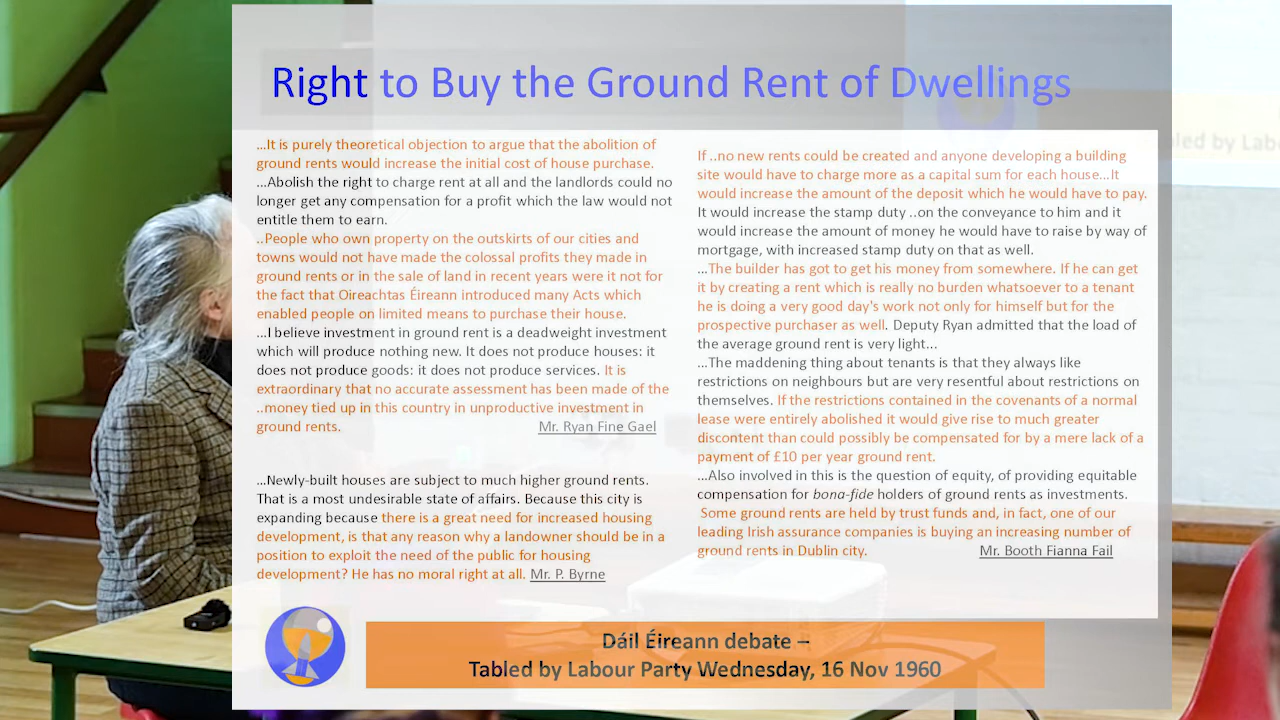 Right to Buy the Ground Rent of Dwellings
...It is purely theoretical objection to argue that the abolition of
ground rents would increase the initial cost of house purchase.
...Abolish the right to charge rent at all and the landlords could no
longer get any compensation for a profit which the law would not
entitle them to earn.
..People who own property on the outskirts of our cities and
towns would not have made the colossal profits they made in
ground rents or in the sale of land in recent years were it not for
the fact that Oireachtas Éireann introduced many Acts which
enabled people on limited means to purchase their house.
...I believe investment in ground rent is a deadweight investment
which will produce nothing new. It does not produce houses: it
does not produce goods: it does not produce services. It is
extraordinary that no accurate assessment has been made of the
..money tied up in this country in unproductive investment in
ground rents. Mr. Ryan Fine Gael
...Newly-built houses are subject to much higher ground rents.
That is a most undesirable state of affairs. Because this city is
expanding because there is a great need for increased housing
development, is that any reason why a landowner should be in a
position to exploit the need of the public for housing
development? He has no moral right at all. Mr. P. Byrne
If ..no new rents could be created and anyone developing a building
site would have to charge more as a capital sum for each house...It
would increase the amount of the deposit which he would have to pay.
It would increase the stamp duty ..on the conveyance to him and it
would increase the amount of money he would have to raise by way of
mortgage, with increased stamp duty on that as well.
...The builder has got to get his money from somewhere. If he can get
it by creating a rent which is really no burden whatsoever to a tenant
he is doing a very good day's work not only for himself but for the
prospective purchaser as well. Deputy Ryan admitted that the load of
the average ground rent is very light...
...The maddening thing about tenants is that they always like
restrictions on neighbours but are very resentful about restrictions on
themselves. If the restrictions contained in the covenants of a normal
lease were entirely abolished it would give rise to much greater
discontent than could possibly be compensated for by a mere lack of a
payment of £10 per year ground rent.
...Also involved in this is the question of equity, of providing equitable
compensation for bona-fide holders of ground rents as investments.
Some ground rents are held by trust funds and, in fact, one of our
leading Irish assurance companies is buying an increasing number of
ground rents in Dublin city. Mr. Booth Fianna Fail
Dáil Éireann debate –
Tabled by Labour Party Wednesday, 16 Nov 1960